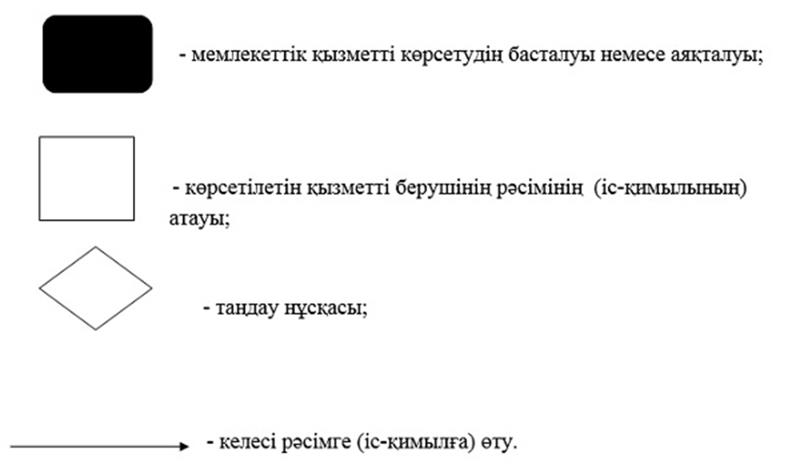 - мемлекеттік қызметті көрсетудің басталуы немесе аяқталуы;
- көрсетілетін қызметті берушінің рәсімінің (іс-қимылының)
атауы;
- таңдау нұсқасы;
- келесі рәсімге (іс-қимылға) өту.